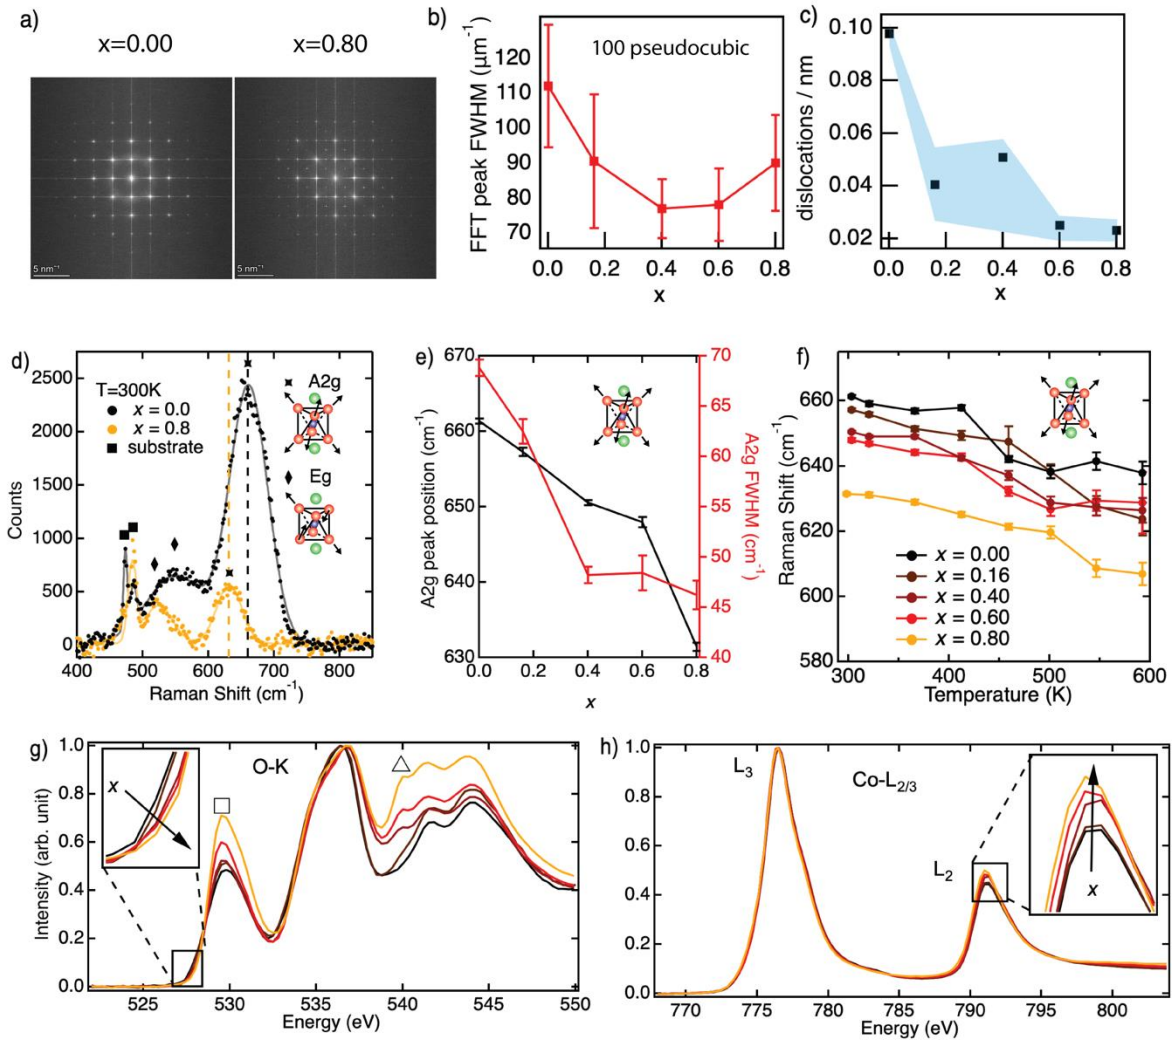 a)
x=0.00
x=0.80
5 nm⁻¹
5 nm⁻¹
b)
100 pseudocubic
FFT peak FWHM (µm⁻¹)
120
110
100
90
80
70
0.0 0.2 0.4 0.6 0.8
x
c)
dislocations / nm
0.10
0.08
0.06
0.04
0.02
0.0 0.2 0.4 0.6 0.8
x
d)
T=300K
x = 0.0
x = 0.8
substrate
A2g
Eg
Counts
2500
2000
1500
1000
500
0
400 500 600 700 800
Raman Shift (cm⁻¹)
e)
A2g peak position (cm⁻¹)
670
660
650
640
630
A2g FWHM (cm⁻¹)
70
65
60
55
50
45
40
0.0 0.2 0.4 0.6 0.8
x
f)
Raman Shift (cm⁻¹)
660
640
620
600
580
x = 0.00
x = 0.16
x = 0.40
x = 0.60
x = 0.80
300 400 500 600
Temperature (K)
g)
O-K
x
Intensity (arb. unit)
1.0
0.8
0.6
0.4
0.2
0.0
525 530 535 540 545 550
Energy (eV)
h)
L₃
Co-L₂/₃
L₂
x
1.0
0.8
0.6
0.4
0.2
0.0
770 775 780 785 790 795 800
Energy (eV)